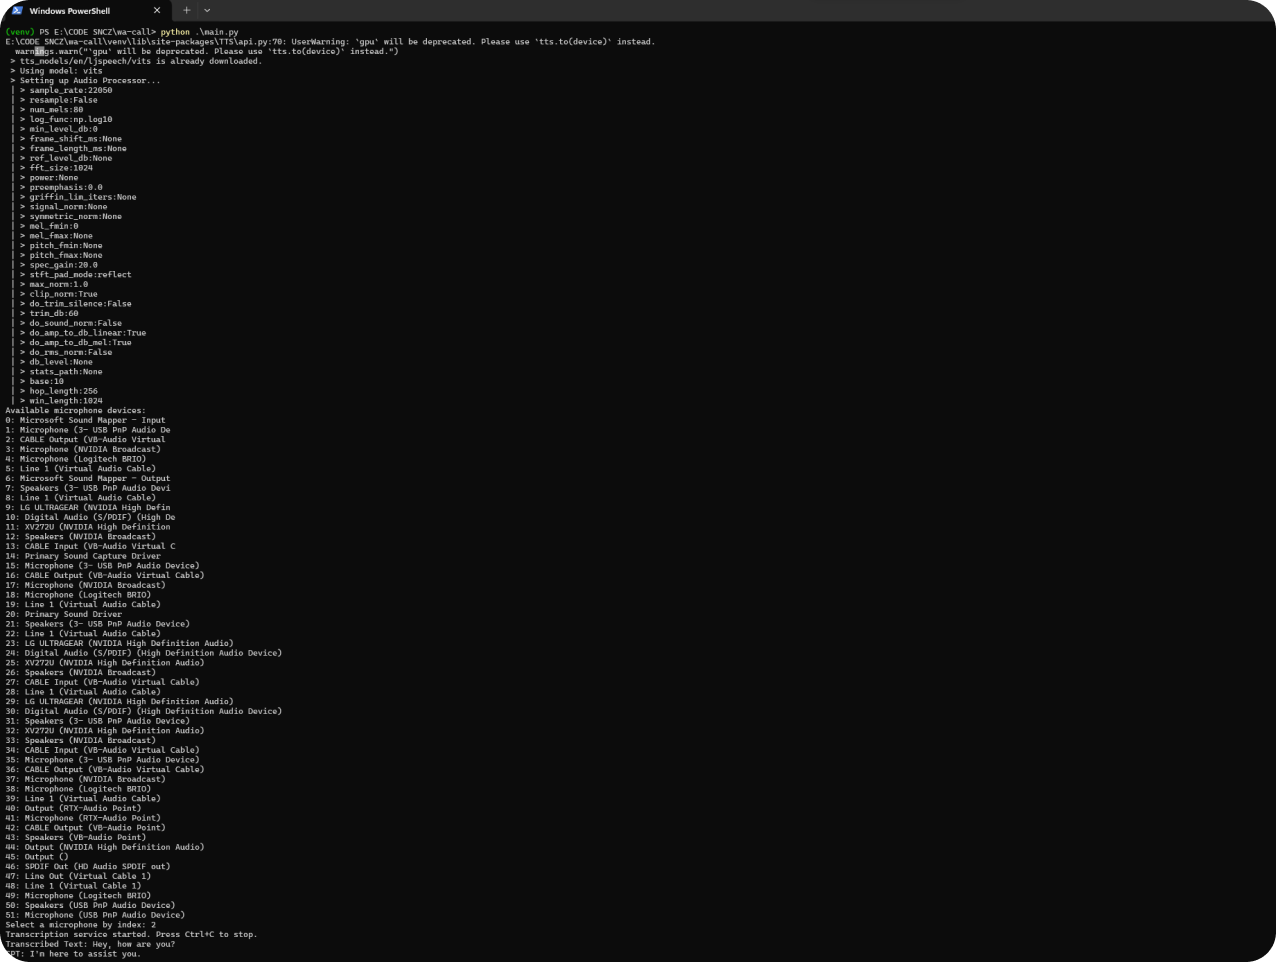 Windows PowerShell
(venv) PS E:\CODE SNCZ\wa-call> python .\main.py
E:\CODE SNCZ\wa-call\venv\lib\site-packages\TTS\api.py:70: UserWarning: `gpu` will be deprecated. Please use `tts.to(device)` instead.
warnings.warn("`gpu` will be deprecated. Please use `tts.to(device)` instead.")
> tts_models/en/ljspeech/vits is already downloaded.
> Using model: vits
> Setting up Audio Processor...
| > sample_rate:22050
| > resample:False
| > num_mels:80
| > log_func:np.log10
| > min_level_db:0
| > frame_shift_ms:None
| > frame_length_ms:None
| > ref_level_db:None
| > fft_size:1024
| > power:None
| > preemphasis:0.0
| > griffin_lim_iters:None
| > signal_norm:None
| > symmetric_norm:None
| > mel_fmin:0
| > mel_fmax:None
| > pitch_fmin:None
| > pitch_fmax:None
| > spec_gain:20.0
| > stft_pad_mode:reflect
| > max_norm:1.0
| > clip_norm:True
| > do_trim_silence:False
| > trim_db:60
| > do_sound_norm:False
| > do_amp_to_db_linear:True
| > do_amp_to_db_mel:True
| > do_rms_norm:False
| > db_level:None
| > stats_path:None
| > base:10
| > hop_length:256
| > win_length:1024
Available microphone devices:
0: Microsoft Sound Mapper - Input
1: Microphone (3- USB PnP Audio De
2: CABLE Output (VB-Audio Virtual
3: Microphone (NVIDIA Broadcast)
4: Microphone (Logitech BRIO)
5: Line 1 (Virtual Audio Cable)
6: Microsoft Sound Mapper - Output
7: Speakers (3- USB PnP Audio Devi
8: Line 1 (Virtual Audio Cable)
9: LG ULTRAGEAR (NVIDIA High Defin
10: Digital Audio (S/PDIF) (High De
11: XV272U (NVIDIA High Definition
12: Speakers (NVIDIA Broadcast)
13: CABLE Input (VB-Audio Virtual C
14: Primary Sound Capture Driver
15: Microphone (3- USB PnP Audio Device)
16: CABLE Output (VB-Audio Virtual Cable)
17: Microphone (NVIDIA Broadcast)
18: Microphone (Logitech BRIO)
19: Line 1 (Virtual Audio Cable)
20: Primary Sound Driver
21: Speakers (3- USB PnP Audio Device)
22: Line 1 (Virtual Audio Cable)
23: LG ULTRAGEAR (NVIDIA High Definition Audio)
24: Digital Audio (S/PDIF) (High Definition Audio Device)
25: XV272U (NVIDIA High Definition Audio)
26: Speakers (NVIDIA Broadcast)
27: CABLE Input (VB-Audio Virtual Cable)
28: Line 1 (Virtual Audio Cable)
29: LG ULTRAGEAR (NVIDIA High Definition Audio)
30: Digital Audio (S/PDIF) (High Definition Audio Device)
31: Speakers (3- USB PnP Audio Device)
32: XV272U (NVIDIA High Definition Audio)
33: Speakers (NVIDIA Broadcast)
34: CABLE Input (VB-Audio Virtual Cable)
35: Microphone (3- USB PnP Audio Device)
36: CABLE Output (VB-Audio Virtual Cable)
37: Microphone (NVIDIA Broadcast)
38: Microphone (Logitech BRIO)
39: Line 1 (Virtual Audio Cable)
40: Output (RTX-Audio Point)
41: Microphone (RTX-Audio Point)
42: CABLE Output (VB-Audio Point)
43: Speakers (VB-Audio Point)
44: Output (NVIDIA High Definition Audio)
45: Output ()
46: SPDIF Out (HD Audio SPDIF out)
47: Line Out (Virtual Cable 1)
48: Line 1 (Virtual Cable 1)
49: Microphone (Logitech BRIO)
50: Speakers (USB PnP Audio Device)
51: Microphone (USB PnP Audio Device)
Select a microphone by index: 2
Transcription service started. Press Ctrl+C to stop.
Transcribed Text: Hey, how are you?
GPT: I'm here to assist you.